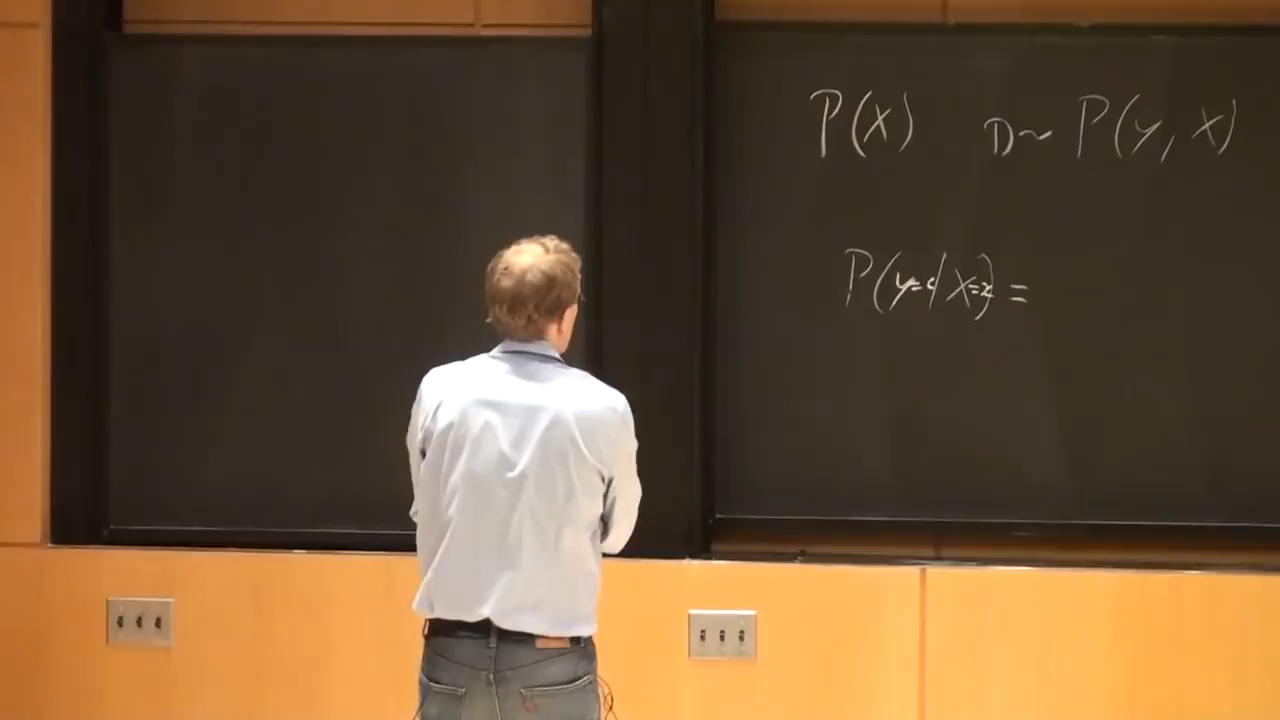 P(X) D~ P(y, X)
P(y=c|X=x) =